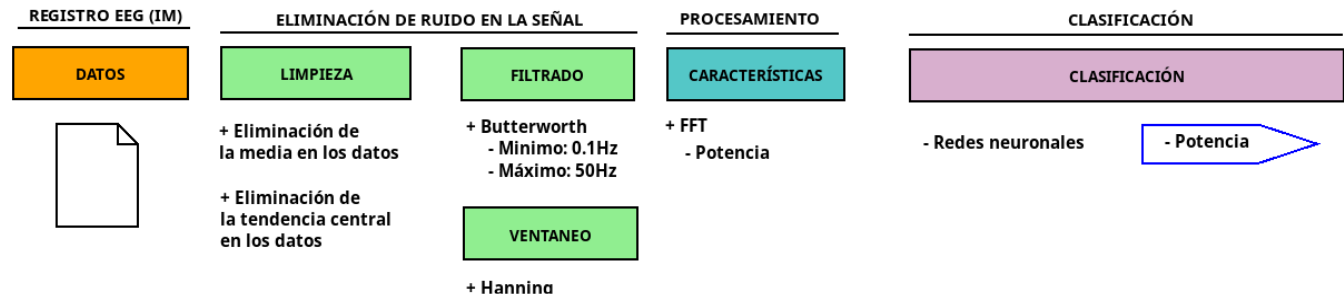 REGISTRO EEG (IM)
ELIMINACIÓN DE RUIDO EN LA SEÑAL
PROCESAMIENTO
CLASIFICACIÓN
DATOS
LIMPIEZA
FILTRADO
CARACTERÍSTICAS
CLASIFICACIÓN
+ Eliminación de
la media en los datos
+ Eliminación de
la tendencia central
en los datos
+ Butterworth
- Minimo: 0.1Hz
- Máximo: 50Hz
VENTANEO
+ Hanning
+ FFT
- Potencia
- Redes neuronales
- Potencia